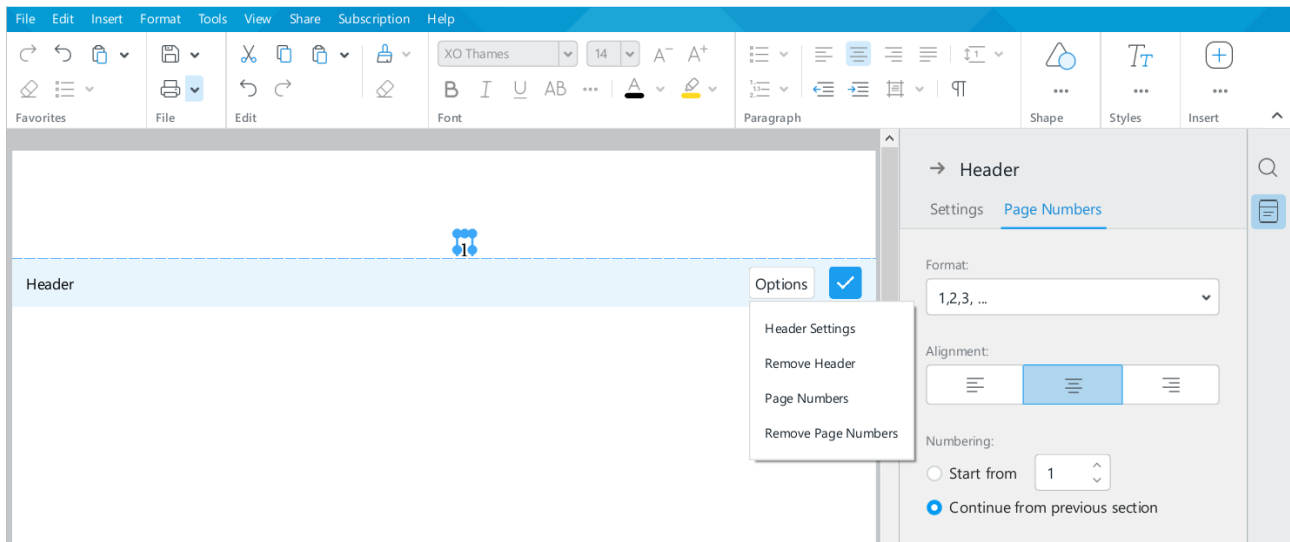 File Edit Insert Format Tools View Share Subscription Help
XO Thames 14 A⁻ A⁺
B I U AB ... A
Favorites File Edit Font Paragraph Shape Styles Insert
Header
Settings Page Numbers
1
Header Options
Header Settings
Remove Header
Page Numbers
Remove Page Numbers
Format:
1,2,3, ...
Alignment:
Numbering:
Start from 1
Continue from previous section